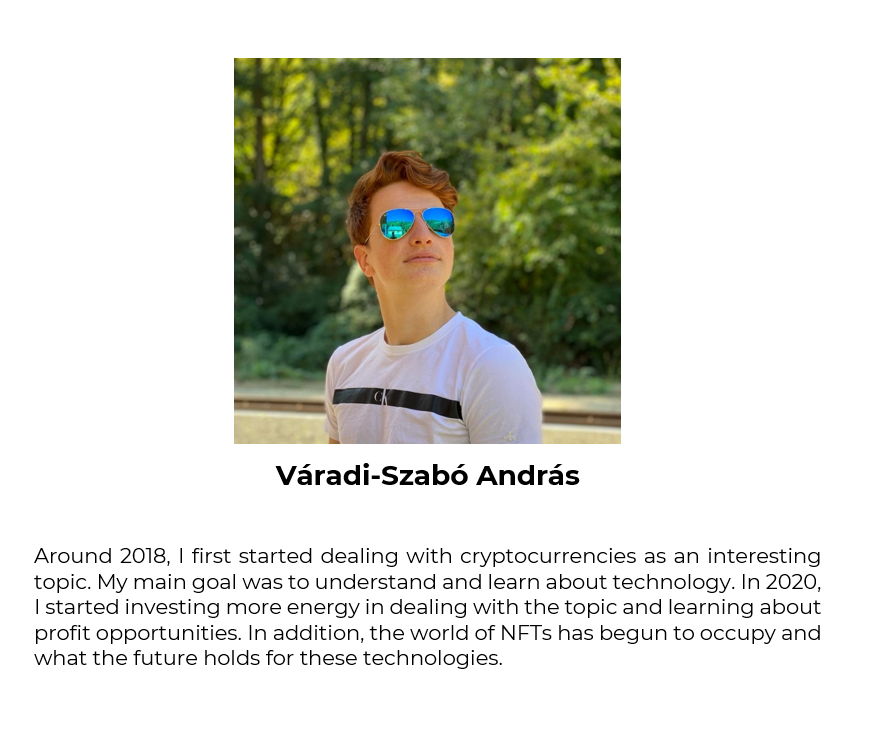 CK
Váradi-Szabó András
Around 2018, I first started dealing with cryptocurrencies as an interesting
topic. My main goal was to understand and learn about technology. In 2020,
I started investing more energy in dealing with the topic and learning about
profit opportunities. In addition, the world of NFTs has begun to occupy and
what the future holds for these technologies.